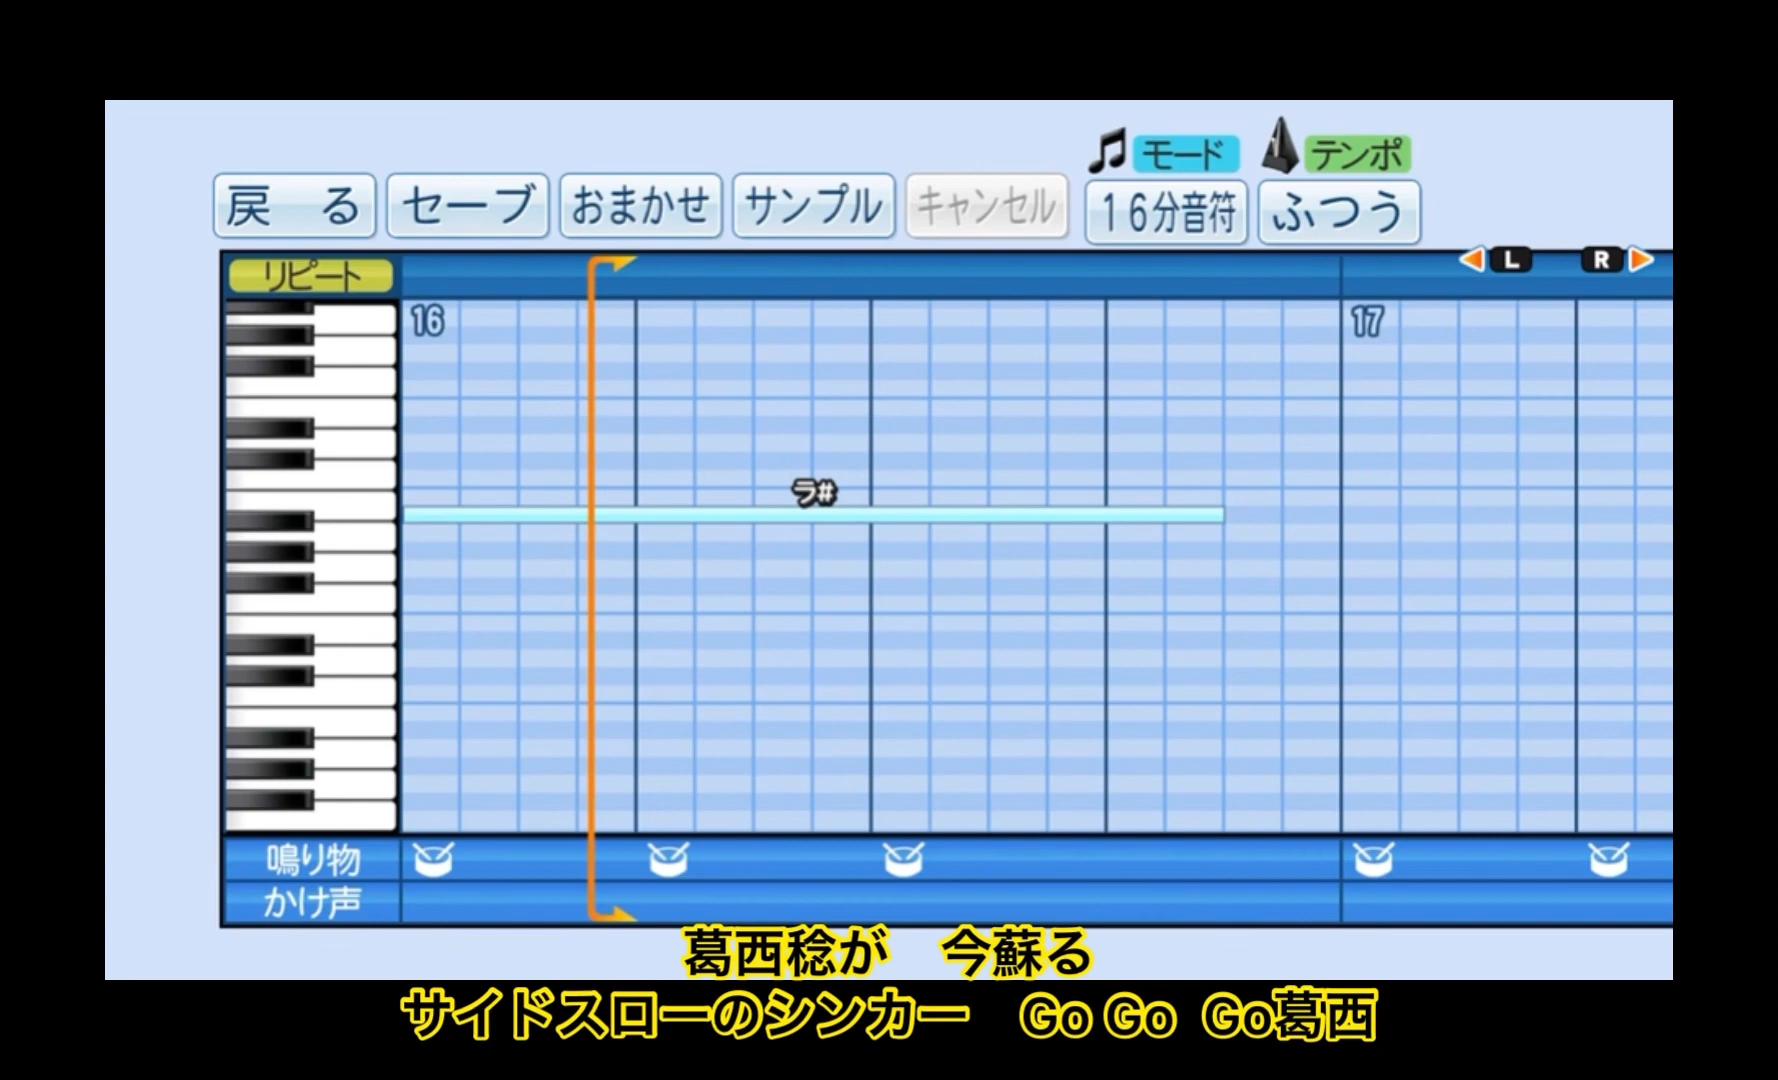 モード テンポ
戻　る セーブ おまかせ サンプル キャンセル 16分音符 ふつう
リピート L R
16 17
ラ#
鳴り物
かけ声
葛西稔が　今蘇る
サイドスローのシンカー　Go Go Go葛西